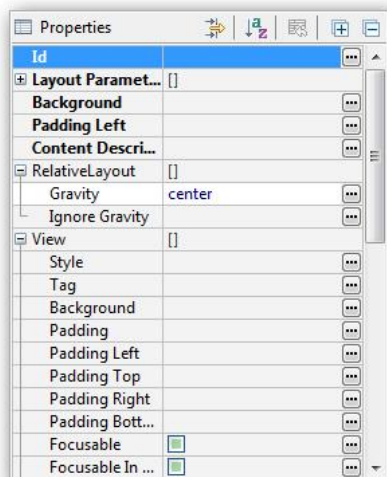 Properties
Id
Layout Paramet... []
Background
Padding Left
Content Descri...
RelativeLayout []
Gravity center
Ignore Gravity
View []
Style
Tag
Background
Padding
Padding Left
Padding Top
Padding Right
Padding Bott...
Focusable
Focusable In ...